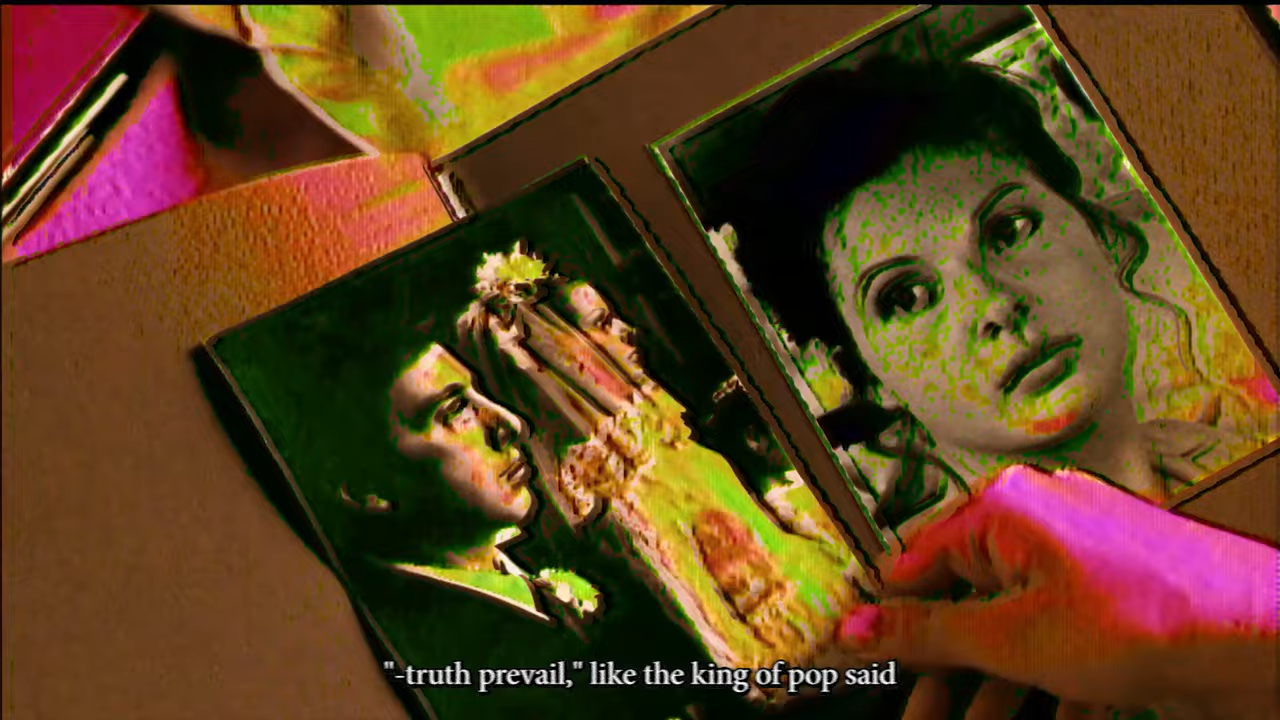 "-truth prevail," like the king of pop said